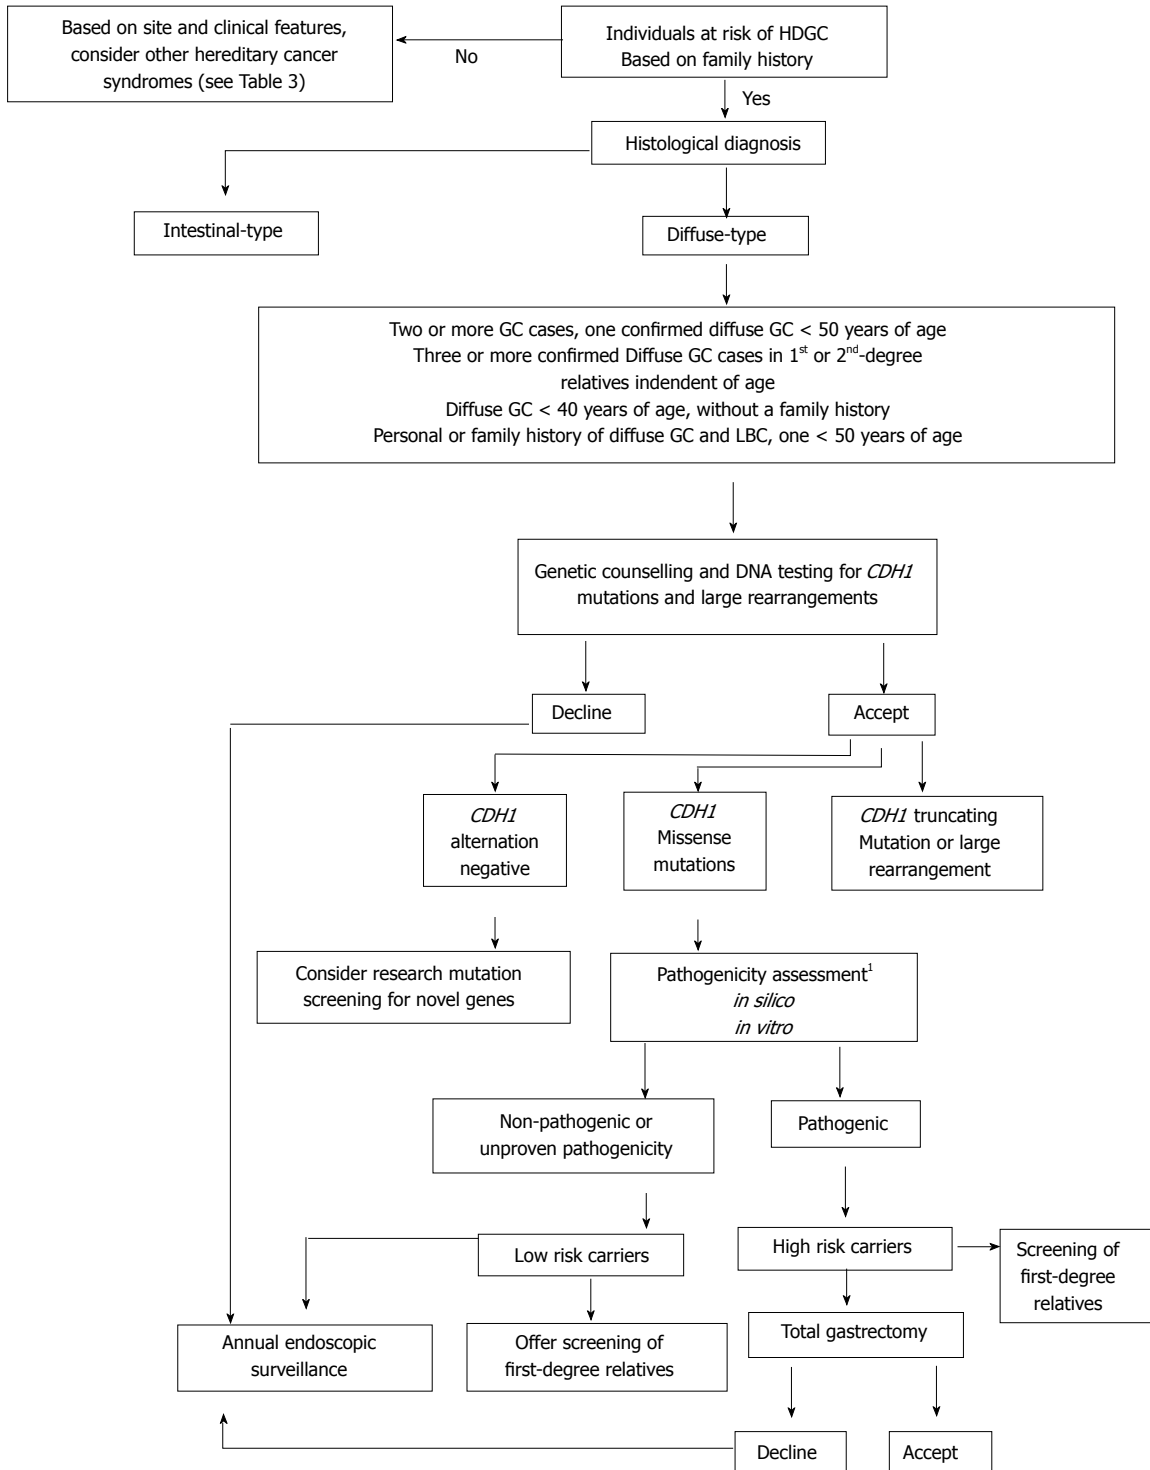 Based on site and clinical features,
consider other hereditary cancer
syndromes (see Table 3)
No
Individuals at risk of HDGC
Based on family history
Yes
Histological diagnosis
Intestinal-type
Diffuse-type
Two or more GC cases, one confirmed diffuse GC < 50 years of age
Three or more confirmed Diffuse GC cases in 1st or 2nd-degree
relatives indendent of age
Diffuse GC < 40 years of age, without a family history
Personal or family history of diffuse GC and LBC, one < 50 years of age
Genetic counselling and DNA testing for CDH1
mutations and large rearrangements
Decline
Accept
CDH1
alternation
negative
CDH1
Missense
mutations
CDH1 truncating
Mutation or large
rearrangement
Consider research mutation
screening for novel genes
Pathogenicity assessment1
in silico
in vitro
Non-pathogenic or
unproven pathogenicity
Pathogenic
Low risk carriers
High risk carriers
Screening of
first-degree
relatives
Annual endoscopic
surveillance
Offer screening of
first-degree relatives
Total gastrectomy
Decline
Accept